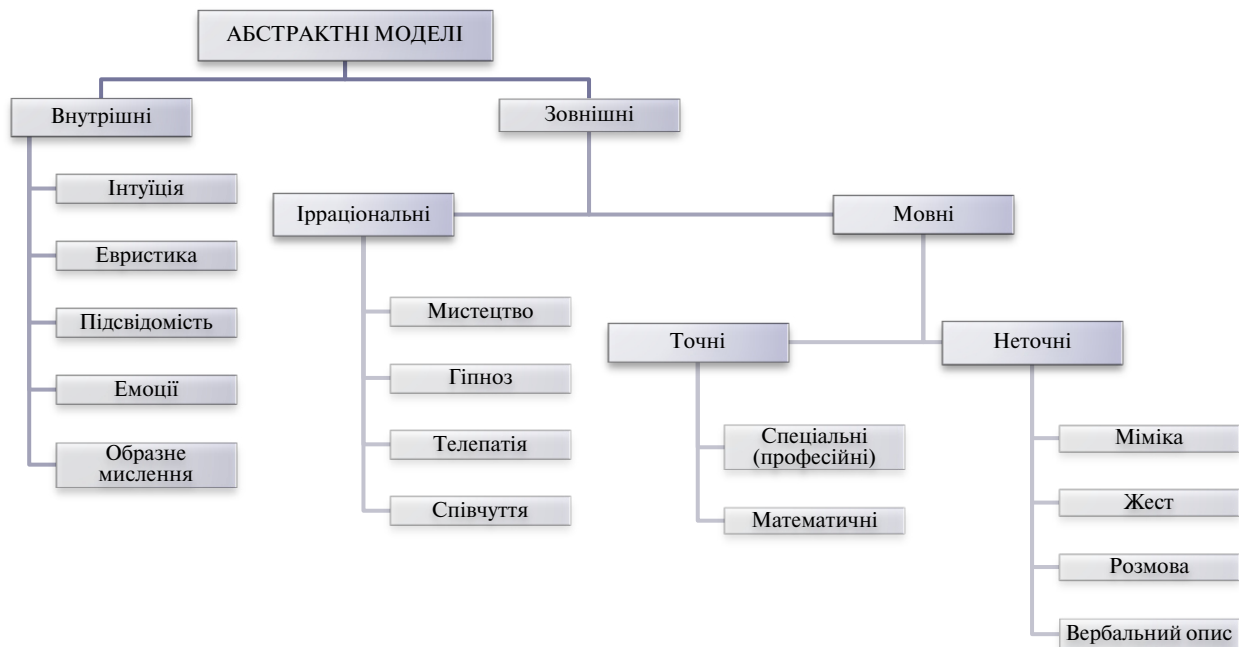 АБСТРАКТНІ МОДЕЛІ
Внутрішні
Зовнішні
Інтуїція
Евристика
Підсвідомість
Емоції
Образне
мислення
Ірраціональні
Мовні
Мистецтво
Гіпноз
Телепатія
Співчуття
Точні
Неточні
Спеціальні
(професійні)
Математичні
Міміка
Жест
Розмова
Вербальний опис